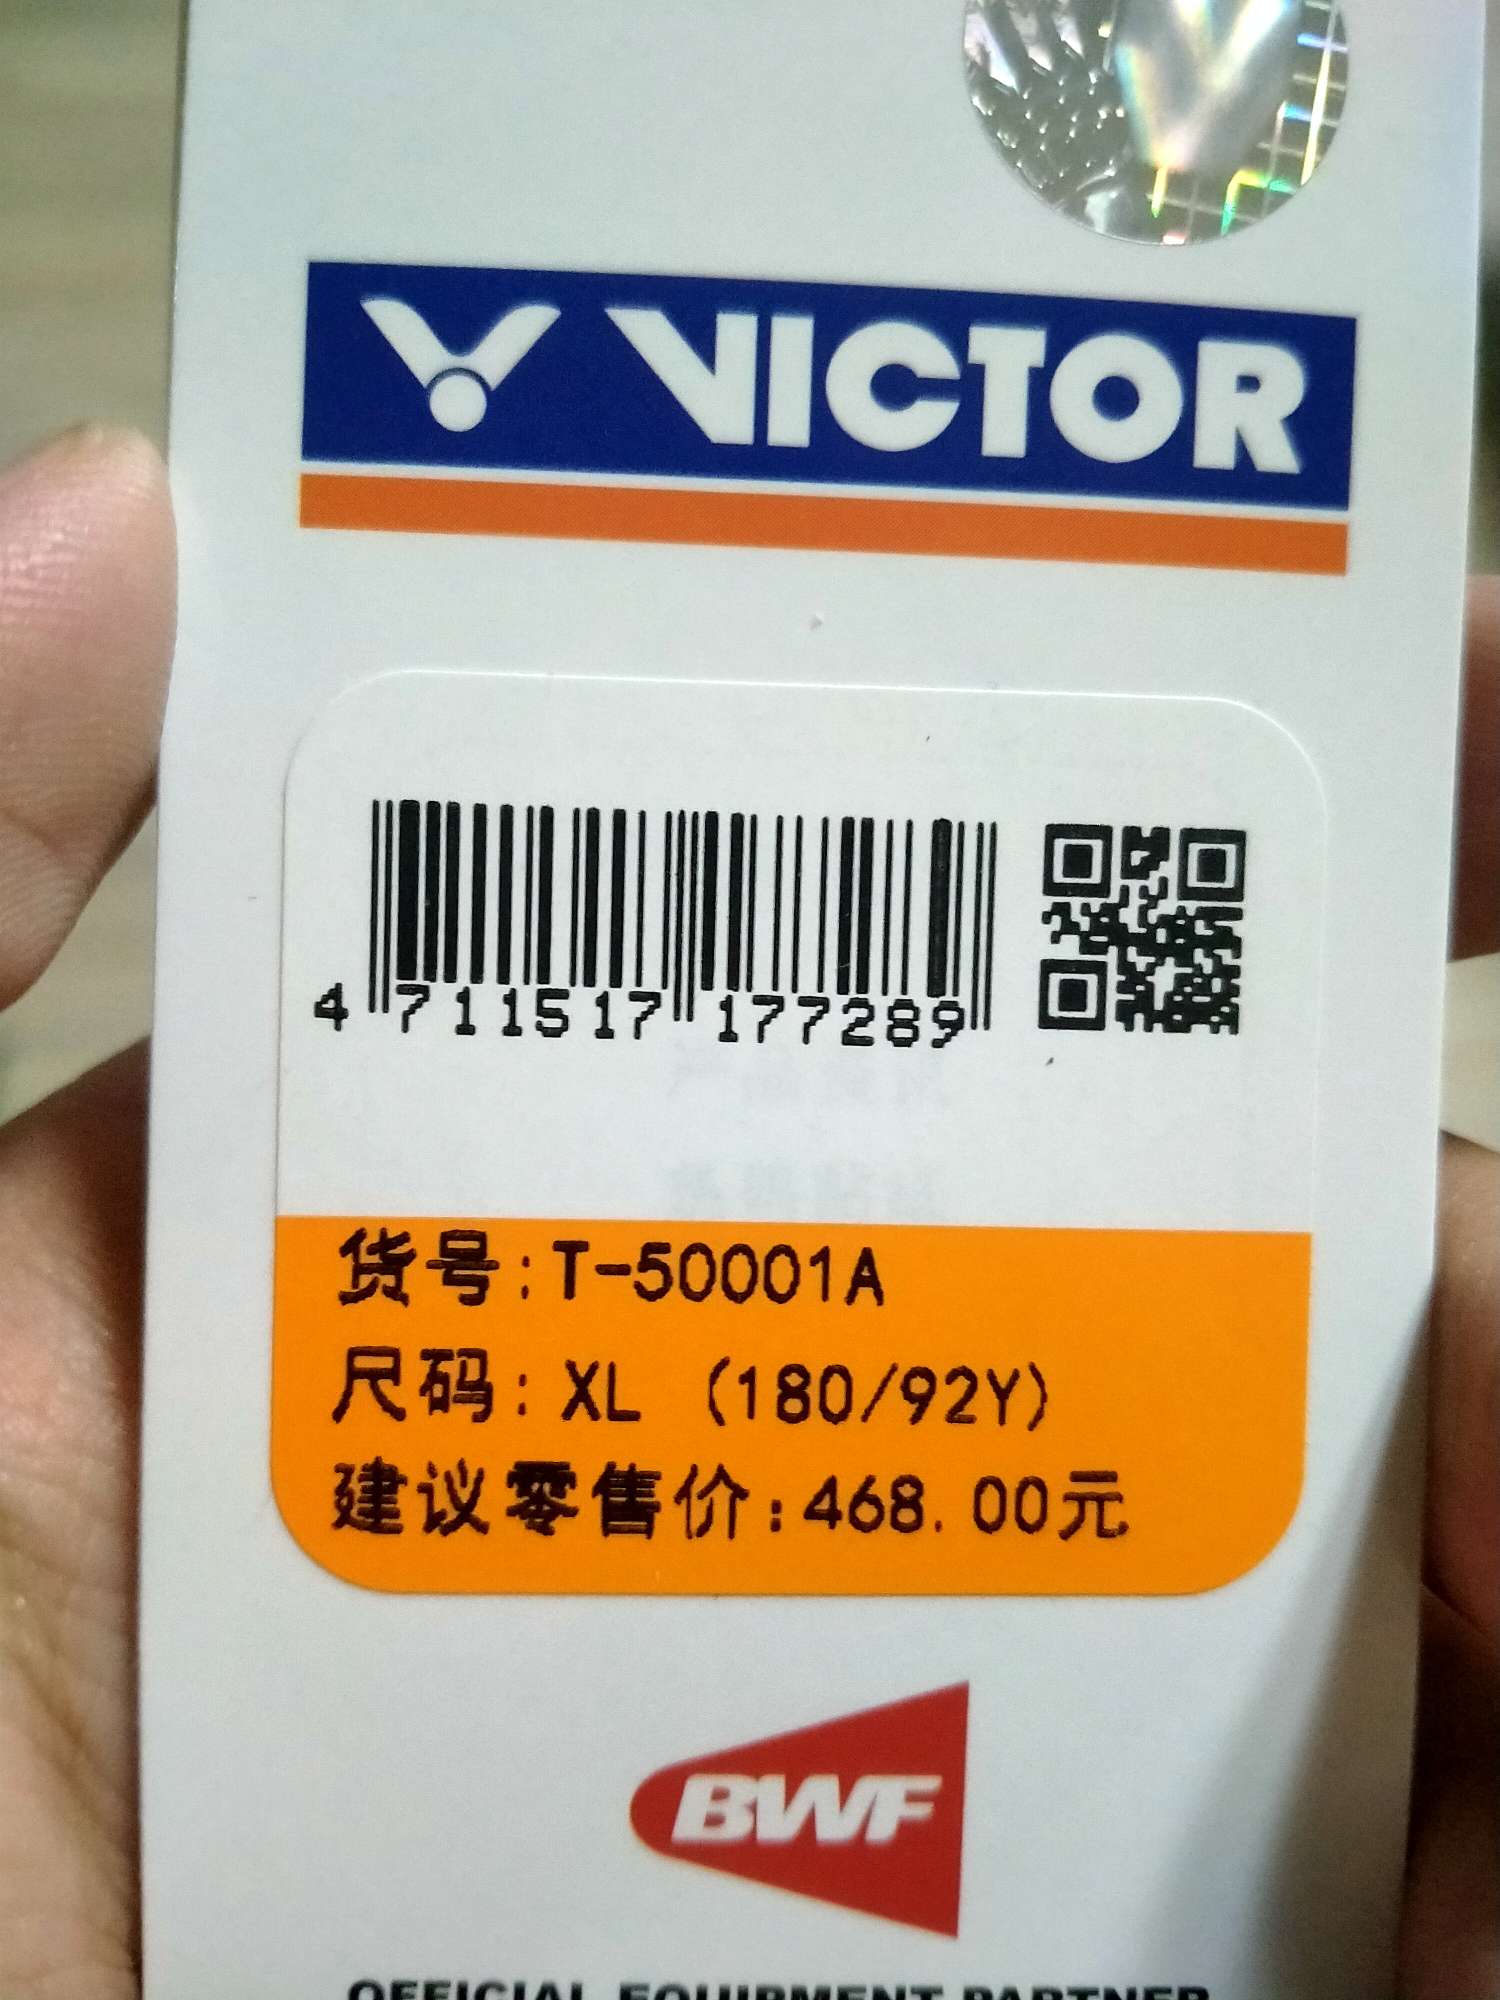 VICTOR
4 711517 177289
货号:T-50001A
尺码: XL (180/92Y)
建议零售价:468.00元
BWF
OFFICIAL EQUIPMENT PARTNER